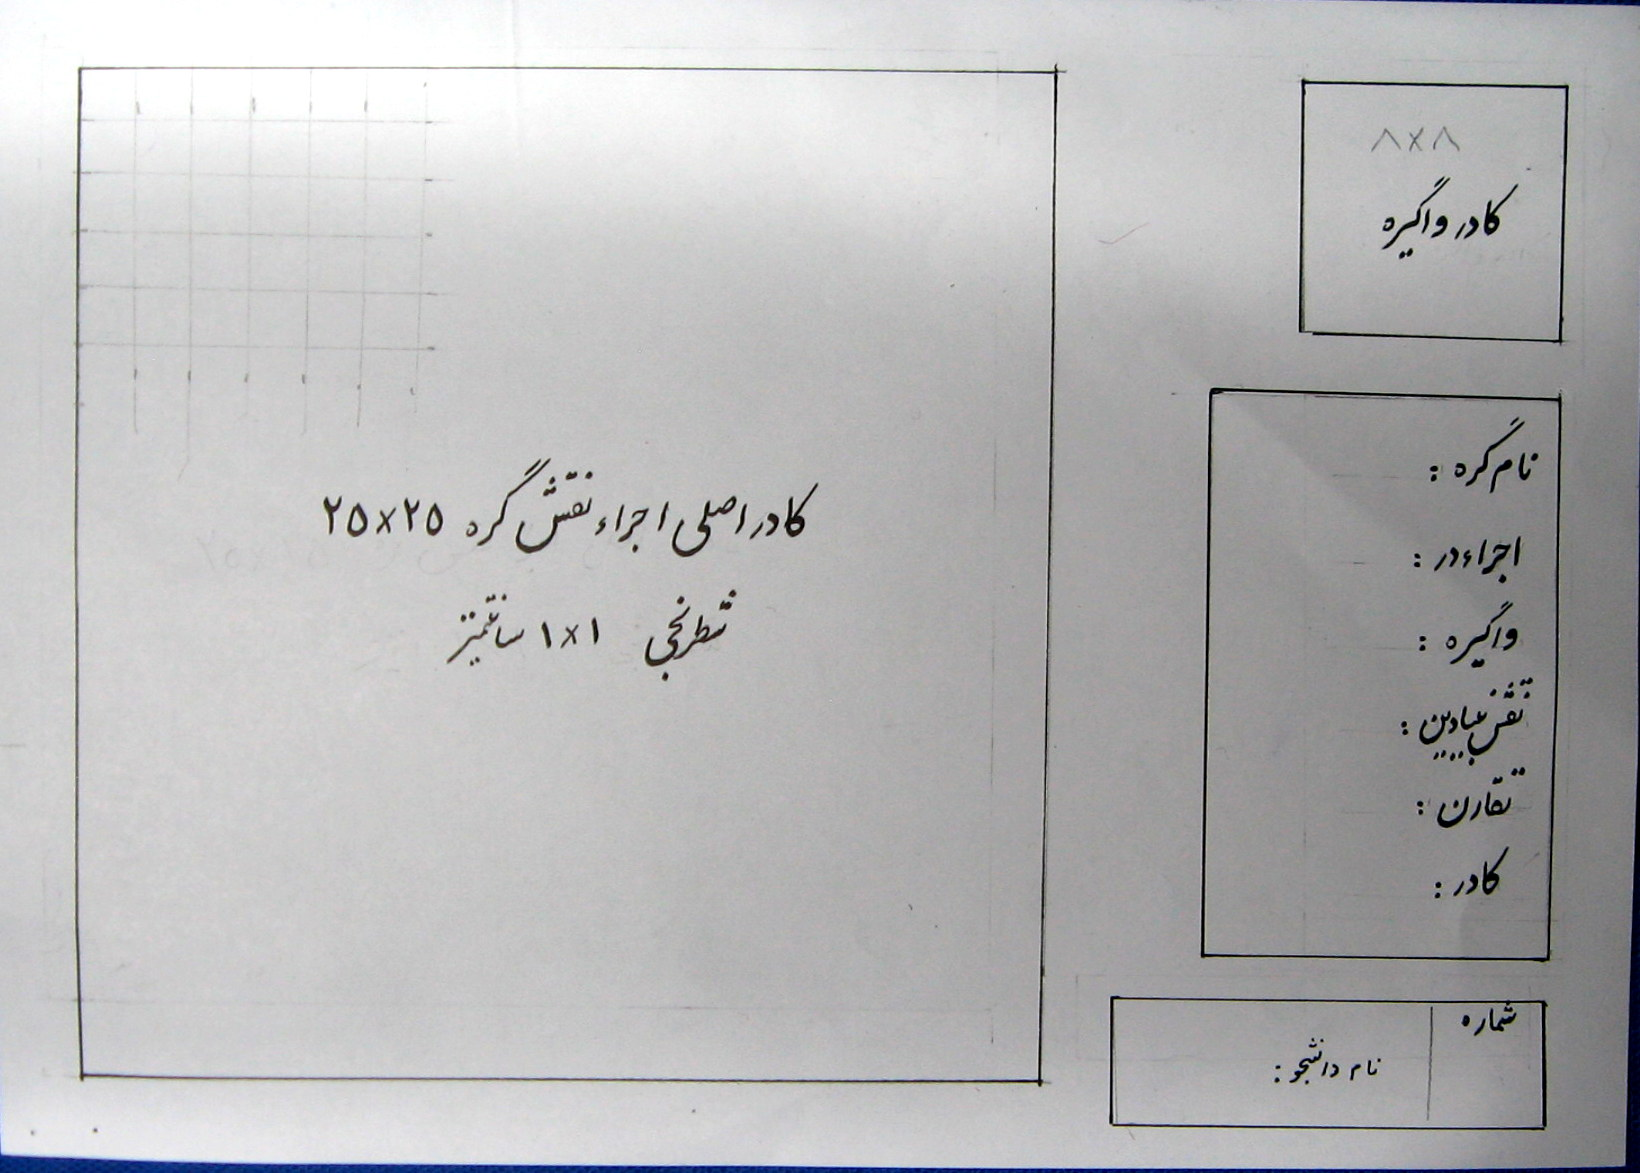 ۸×۸
کادر واگیره
کادر اصلی اجراء نقش گره ۲۵×۲۵
شطرنجی ۱×۱ سانتیمتر
نام گره :
اجراء در :
واگیره :
نقش بیادین :
تقارن :
کادر :
شماره
نام دانشجو :